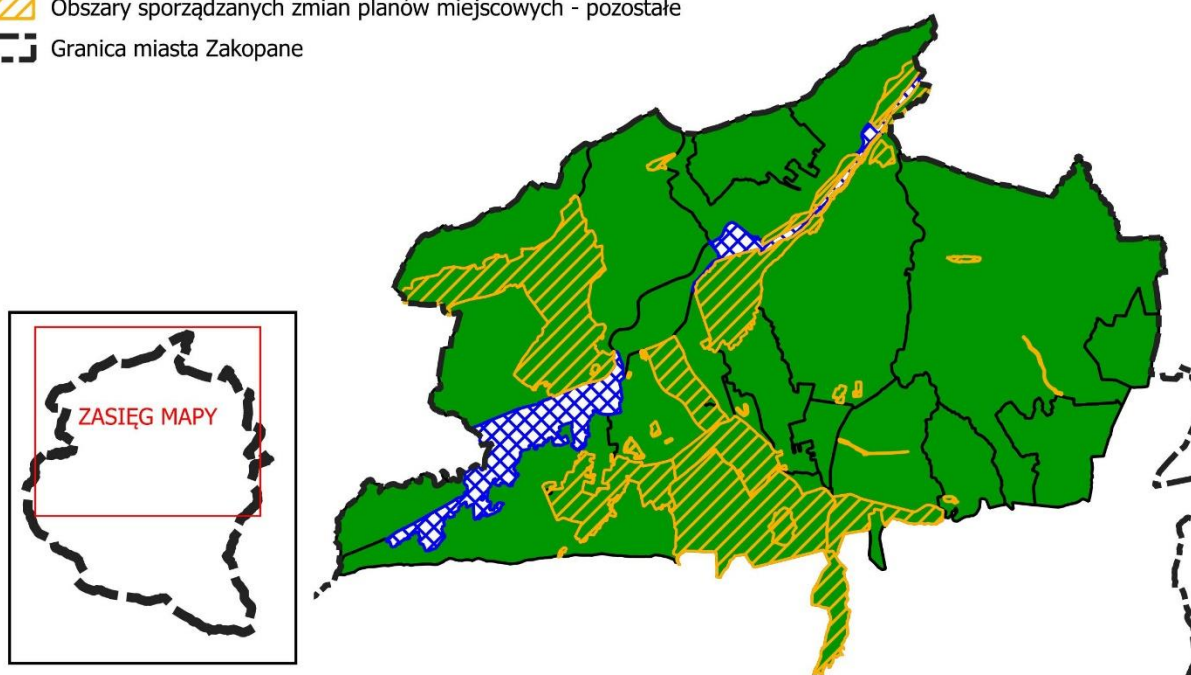 Obszary sporządzanych zmian planów miejscowych - pozostałe
Granica miasta Zakopane
ZASIĘG MAPY